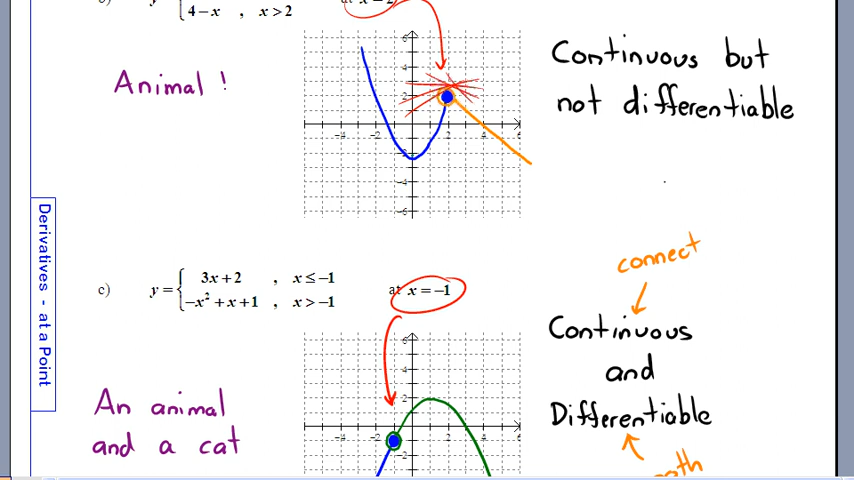 4 − x , x > 2
Animal !
Continuous but
not differentiable
Derivatives - at a Point
c) y = { 3x + 2 , x ≤ −1
−x² + x + 1 , x > −1
at x = −1
connect
Continuous
and
Differentiable
An animal
and a cat